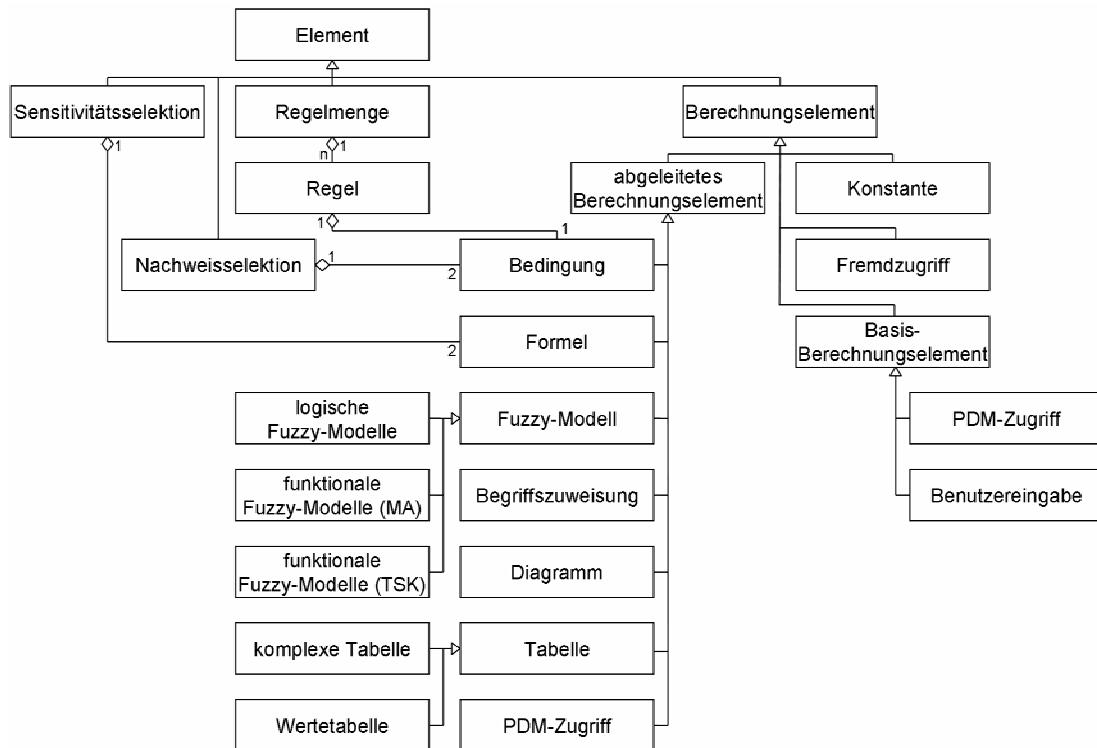 Element
Sensitivitätsselektion
Regelmenge
Berechnungselement
1
1
n
Regel
abgeleitetes
Berechnungselement
Konstante
1
1
Nachweisselektion
1
2
Bedingung
Fremdzugriff
2
Formel
Basis-
Berechnungselement
logische
Fuzzy-Modelle
Fuzzy-Modell
PDM-Zugriff
funktionale
Fuzzy-Modelle (MA)
Begriffszuweisung
Benutzereingabe
funktionale
Fuzzy-Modelle (TSK)
Diagramm
komplexe Tabelle
Tabelle
Wertetabelle
PDM-Zugriff